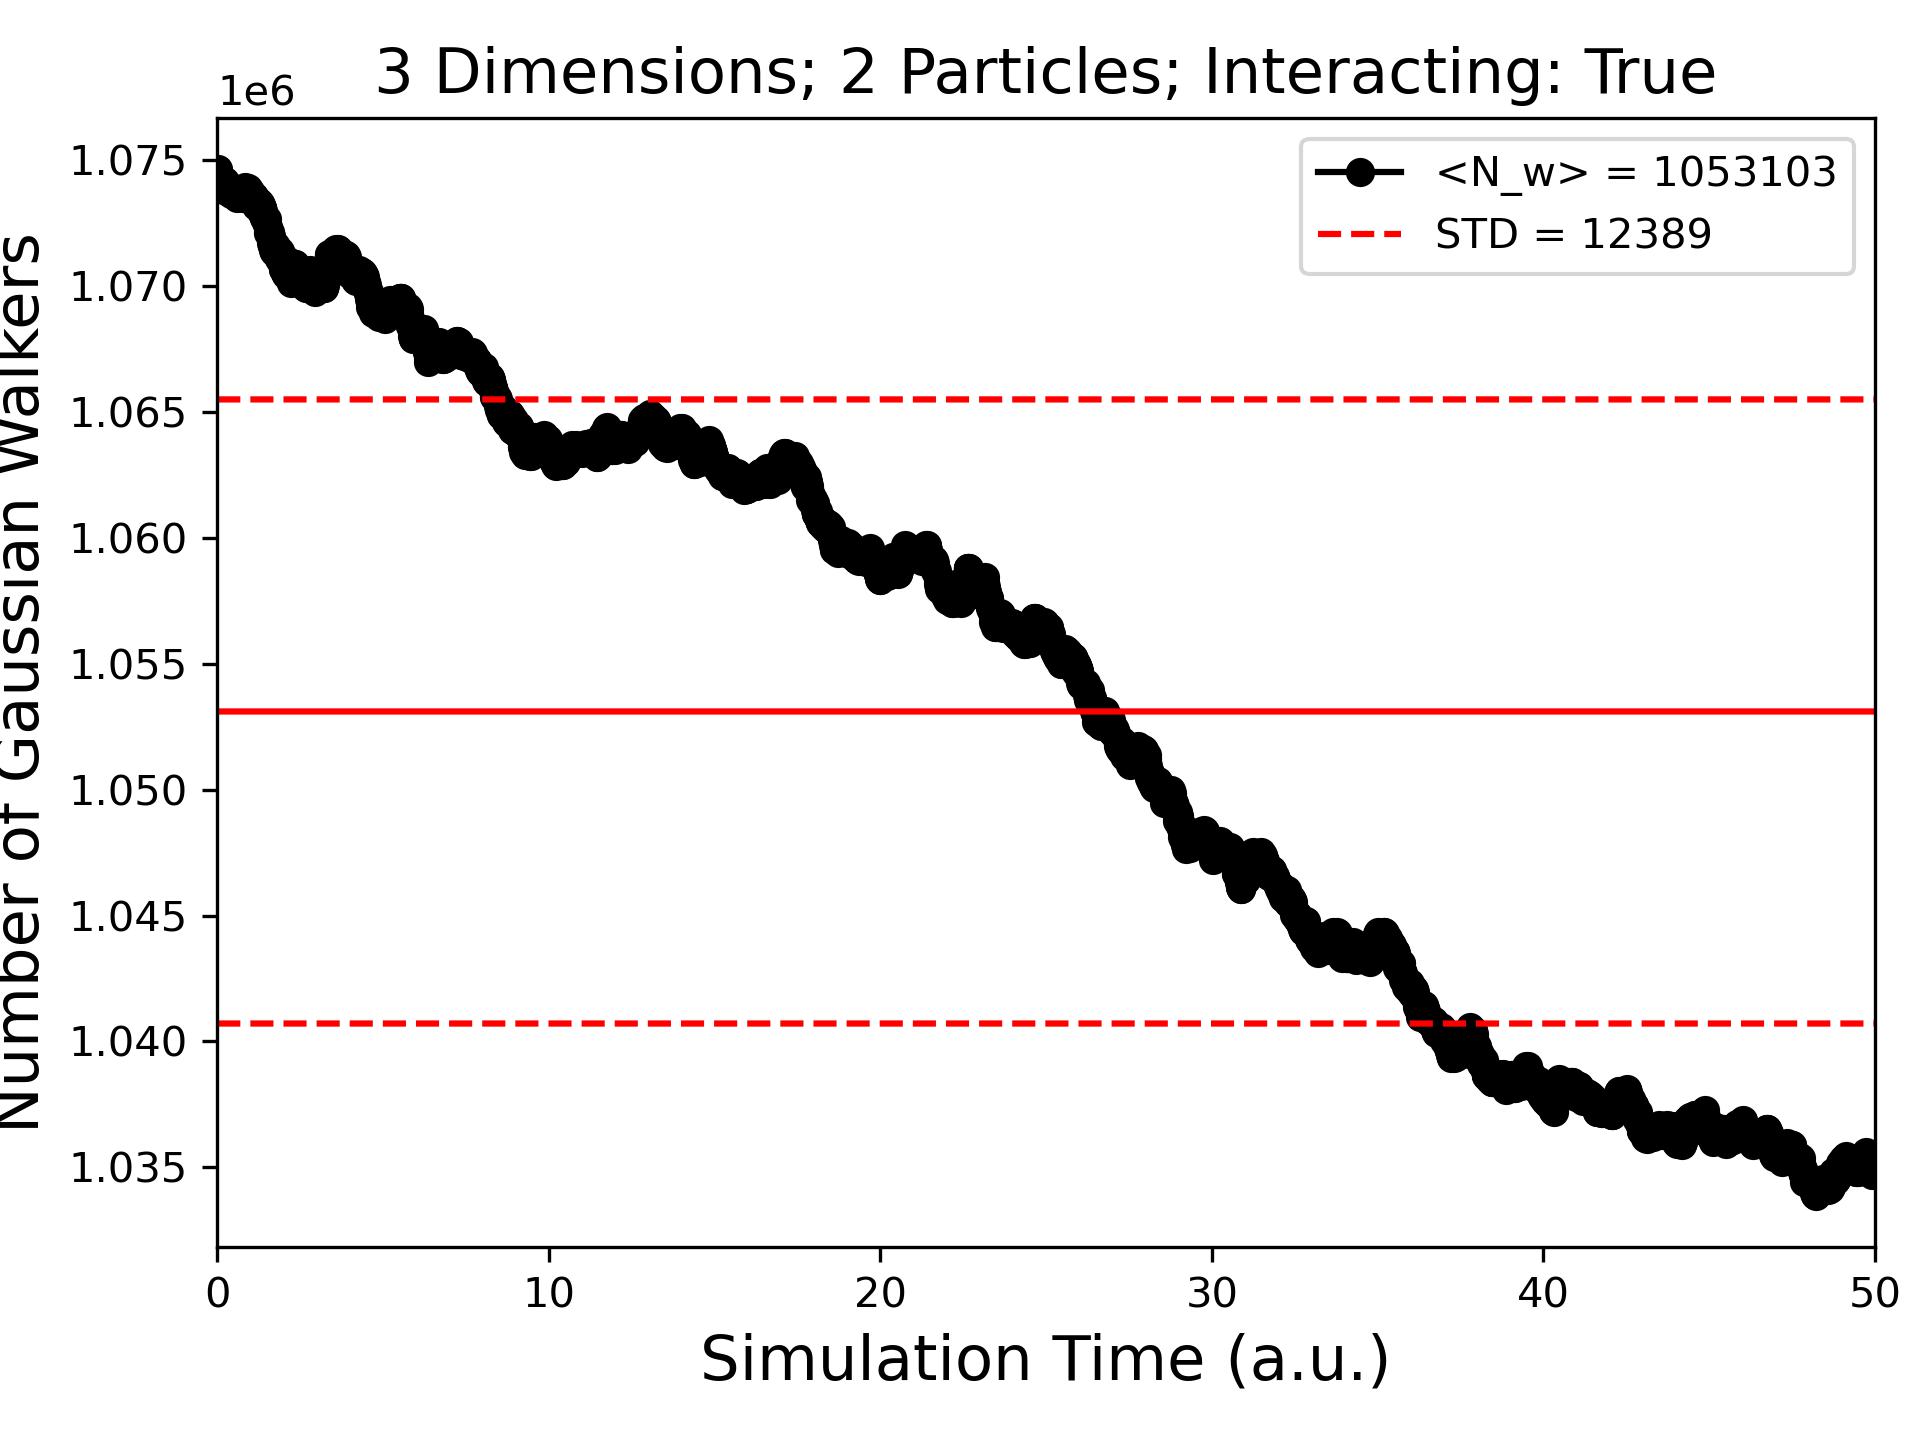 3 Dimensions; 2 Particles; Interacting: True
1e6
<N_w> = 1053103
STD = 12389
Number of Gaussian Walkers
1.075
1.070
1.065
1.060
1.055
1.050
1.045
1.040
1.035
0 10 20 30 40 50
Simulation Time (a.u.)